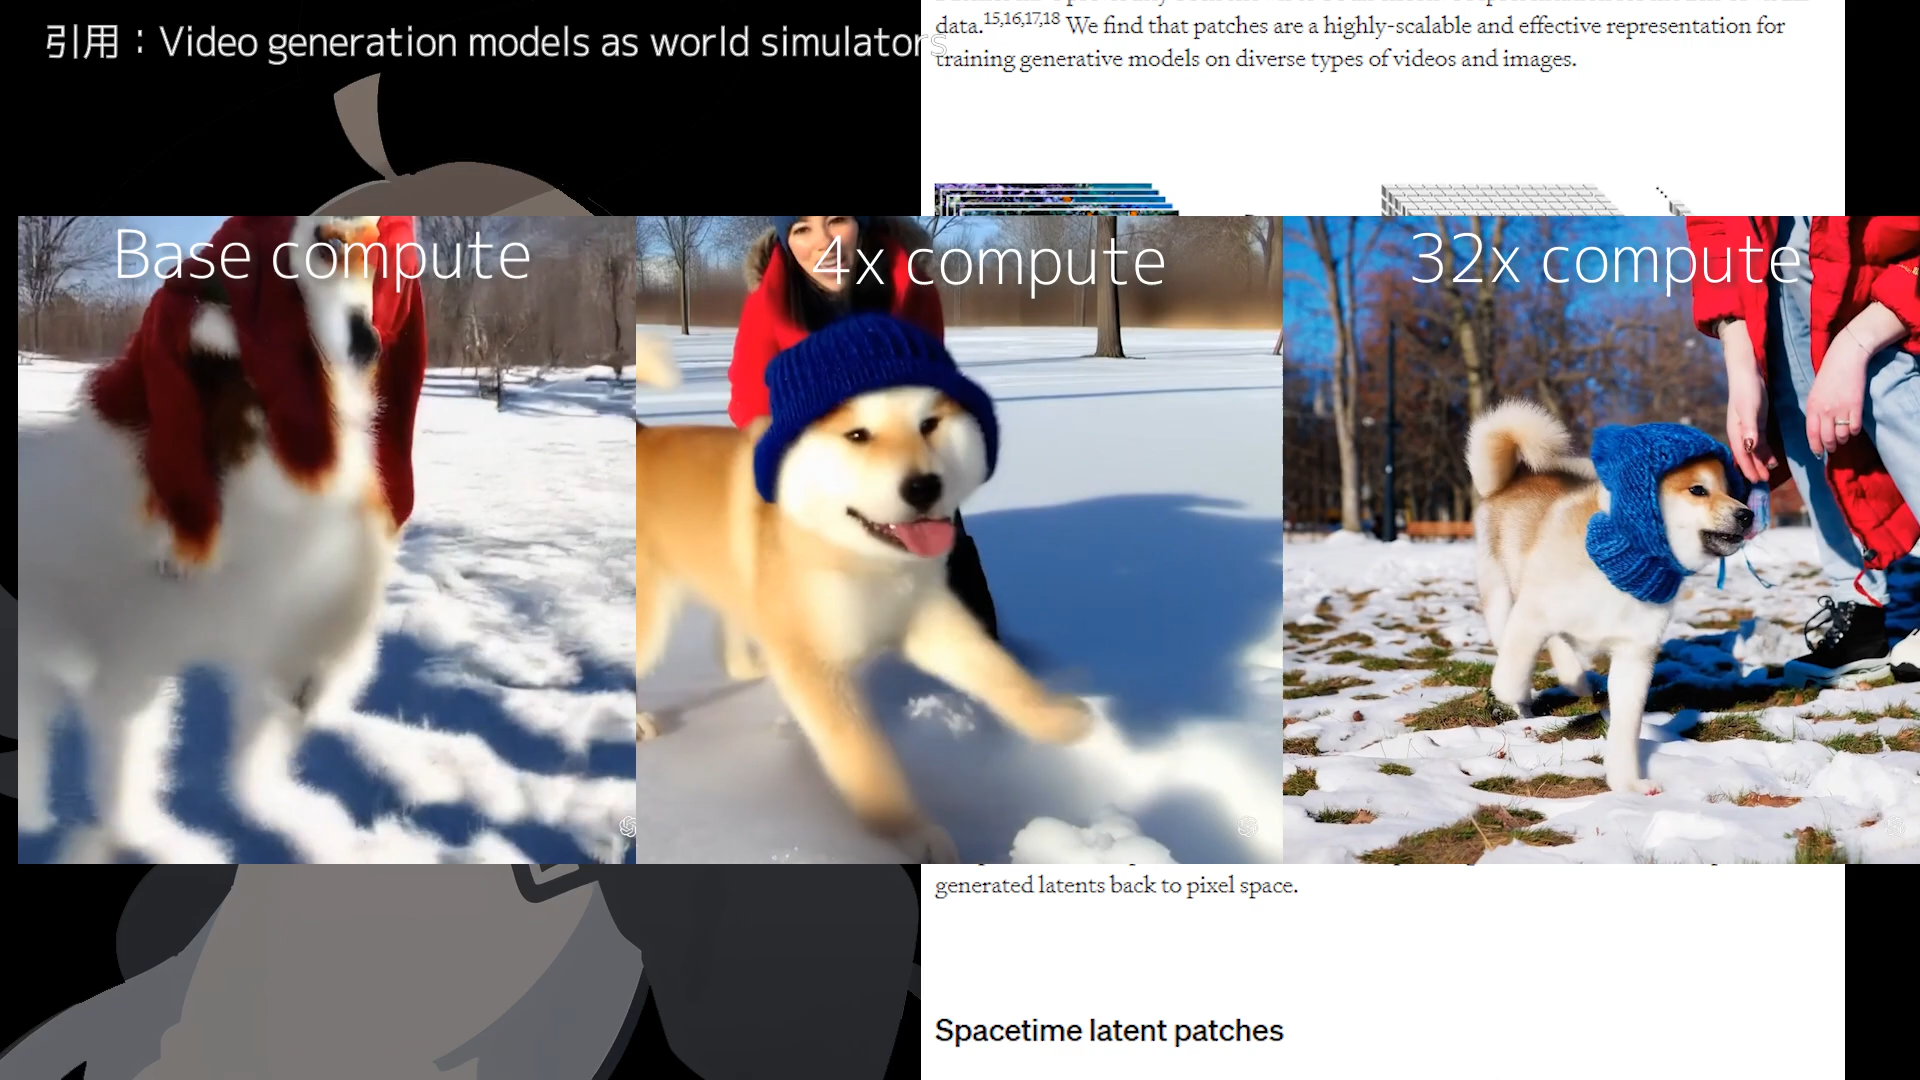 引用：Video generation models as world simulators
data.15,16,17,18 We find that patches are a highly-scalable and effective representation for
training generative models on diverse types of videos and images.
Base compute
4x compute
32x compute
generated latents back to pixel space.
Spacetime latent patches